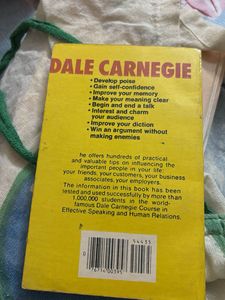 DALE CARNEGIE
• Develop poise
• Gain self-confidence
• Improve your memory
• Make your meaning clear
• Begin and end a talk
• Interest and charm
your audience
• Improve your diction
• Win an argument without
making enemies
he offers hundreds of practical
and valuable tips on influencing the
important people in your life: your
friends, your customers, your business
associates, your employers.
The information in this book has been
tested and used successfully by more than
1,000,000 students in the world-
famous Dale Carnegie Course in
Effective Speaking and Human Relations.
54435
0
76714 00395